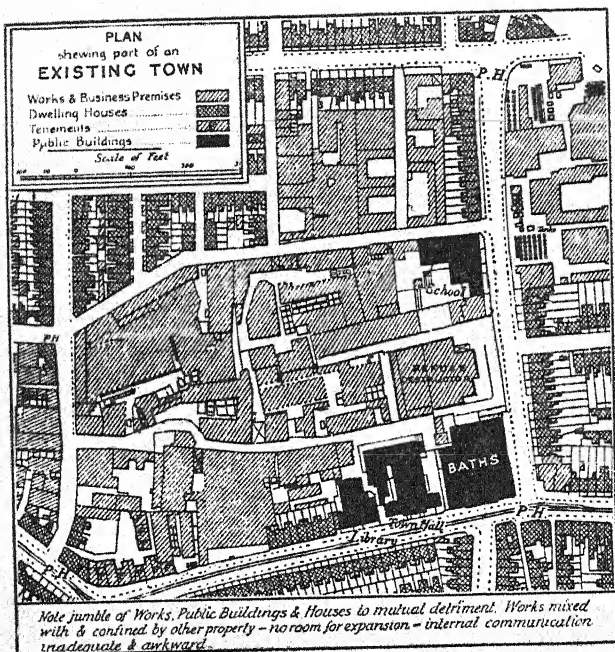 PLAN
shewing part of an
EXISTING TOWN
Works & Business Premises
Dwelling Houses
Tenements
Public Buildings
Scale of Feet
P. H.
School
REFUSE
DESTRUCTOR
BATHS
Town Hall
Library
P. H.
P. H.
P H
Note jumble of Works, Public Buildings & Houses to mutual detriment. Works mixed
with & confined by other property – no room for expansion – internal communication
inadequate & awkward.